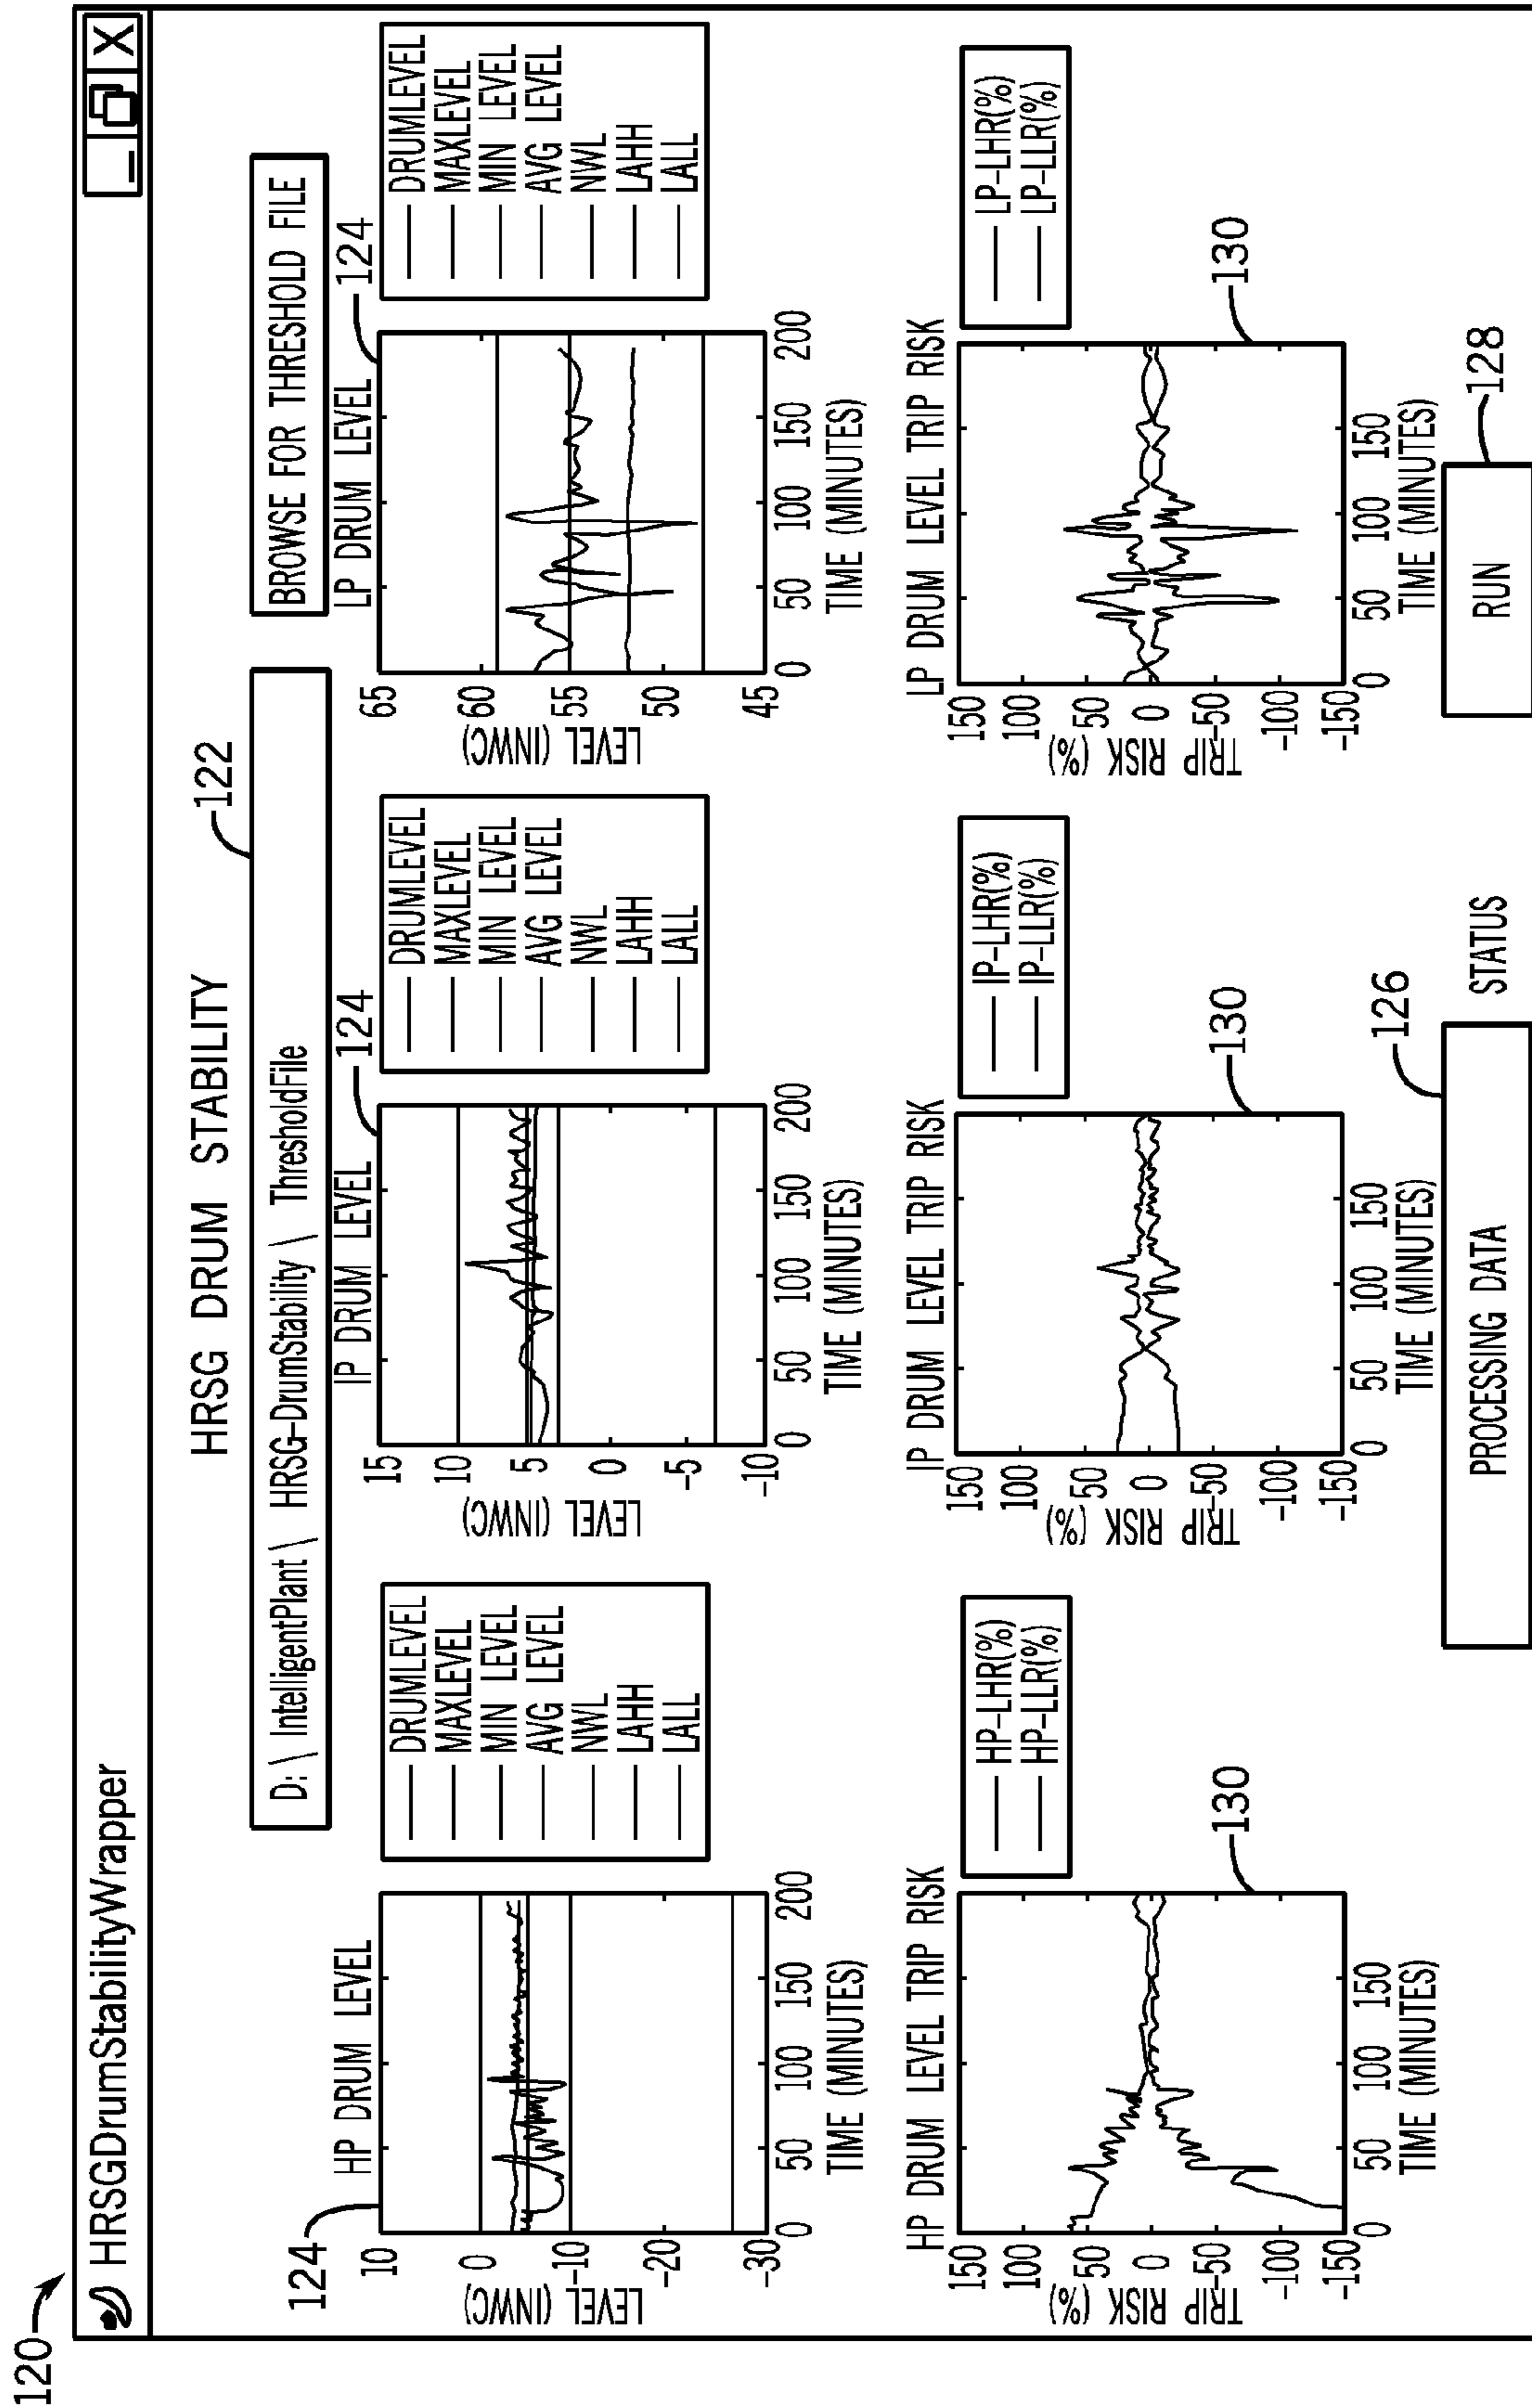 120
HRSGDrumStabilityWrapper
_ X
HRSG DRUM STABILITY
122
D: \ IntelligentPlant \ HRSG-DrumStability \ ThresholdFile
BROWSE FOR THRESHOLD FILE
124
HP DRUM LEVEL
10
0
-10
-20
-30
LEVEL (INWC)
0 50 100 150 200
TIME (MINUTES)
DRUMLEVEL
MAXLEVEL
MIN LEVEL
AVG LEVEL
NWL
LAHH
LALL
IP DRUM LEVEL
124
15
10
5
0
-5
-10
LEVEL (INWC)
0 50 100 150 200
TIME (MINUTES)
DRUMLEVEL
MAXLEVEL
MIN LEVEL
AVG LEVEL
NWL
LAHH
LALL
LP DRUM LEVEL
124
65
60
55
50
45
LEVEL (INWC)
0 50 100 150 200
TIME (MINUTES)
DRUMLEVEL
MAXLEVEL
MIN LEVEL
AVG LEVEL
NWL
LAHH
LALL
HP DRUM LEVEL TRIP RISK
150
100
50
0
-50
-100
-150
TRIP RISK (%)
0 50 100 150
TIME (MINUTES)
HP-LHR(%)
HP-LLR(%)
130
IP DRUM LEVEL TRIP RISK
150
100
50
0
-50
-100
-150
TRIP RISK (%)
0 50 100 150
TIME (MINUTES)
IP-LHR(%)
IP-LLR(%)
130
LP DRUM LEVEL TRIP RISK
150
100
50
0
-50
-100
-150
TRIP RISK (%)
0 50 100 150
TIME (MINUTES)
LP-LHR(%)
LP-LLR(%)
130
126
PROCESSING DATA
STATUS
RUN
128